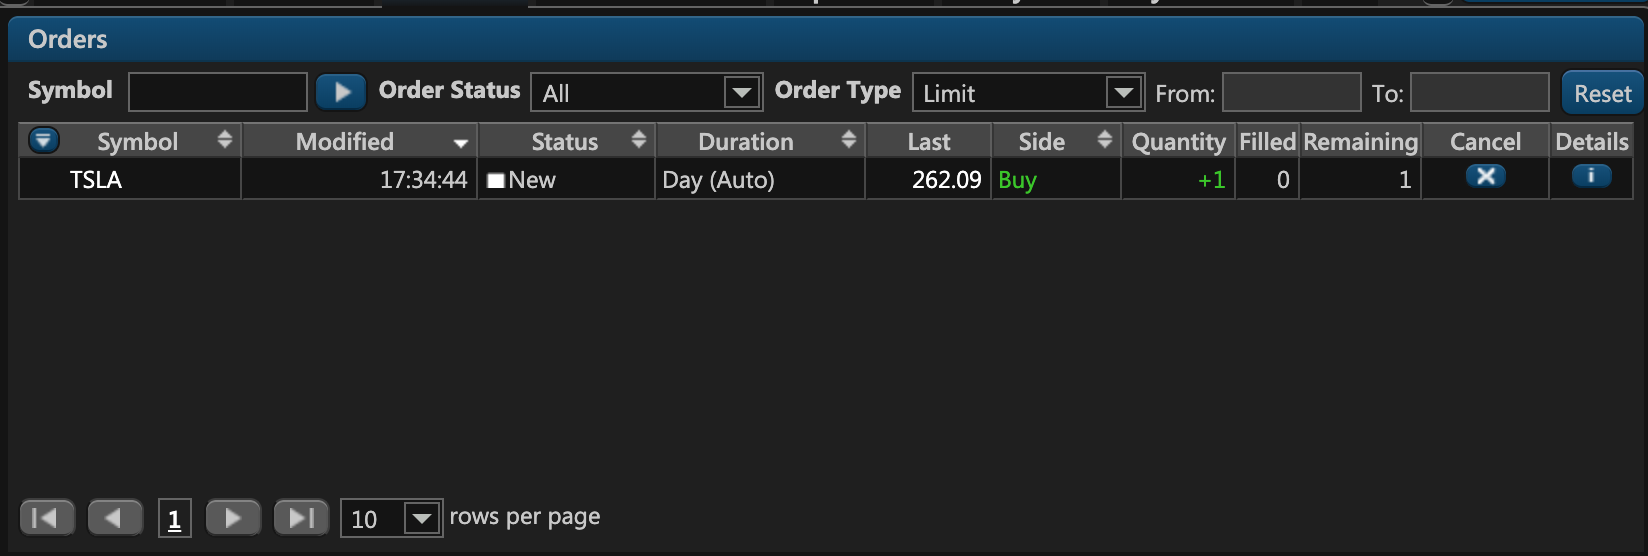 Orders
Symbol Order Status All Order Type Limit From: To: Reset
Symbol Modified Status Duration Last Side Quantity Filled Remaining Cancel Details
TSLA 17:34:44 New Day (Auto) 262.09 Buy +1 0 1
1 10 rows per page